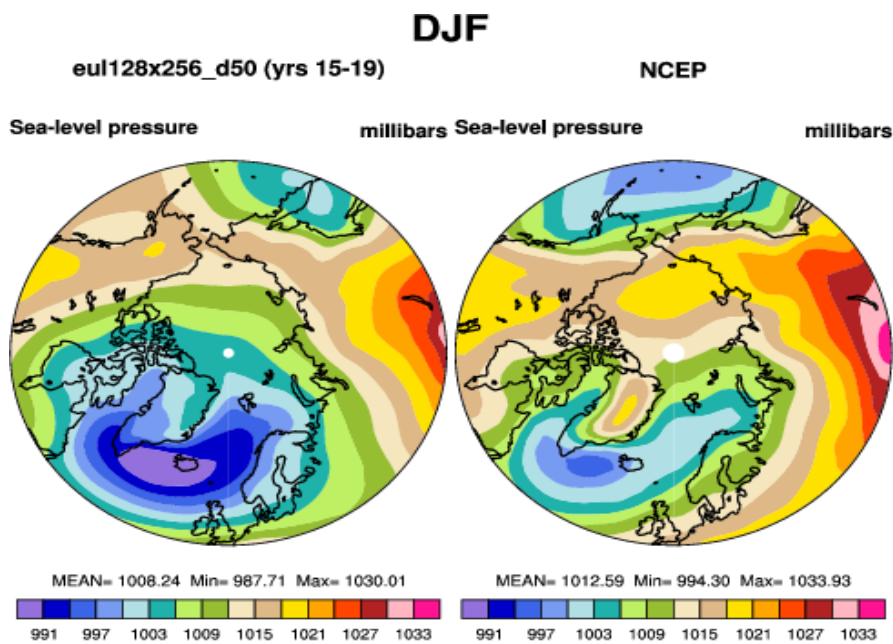 DJF
eul128x256_d50 (yrs 15-19)
NCEP
Sea-level pressure millibars
Sea-level pressure millibars
MEAN= 1008.24 Min= 987.71 Max= 1030.01
MEAN= 1012.59 Min= 994.30 Max= 1033.93
991 997 1003 1009 1015 1021 1027 1033
991 997 1003 1009 1015 1021 1027 1033